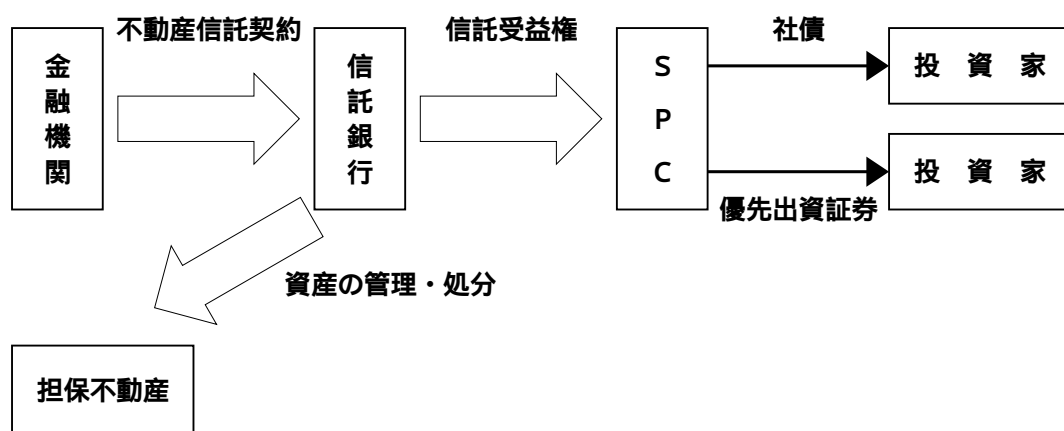 不動産信託契約
信託受益権
社債
金融機関
信託銀行
SPC
投資家
投資家
優先出資証券
資産の管理・処分
担保不動産